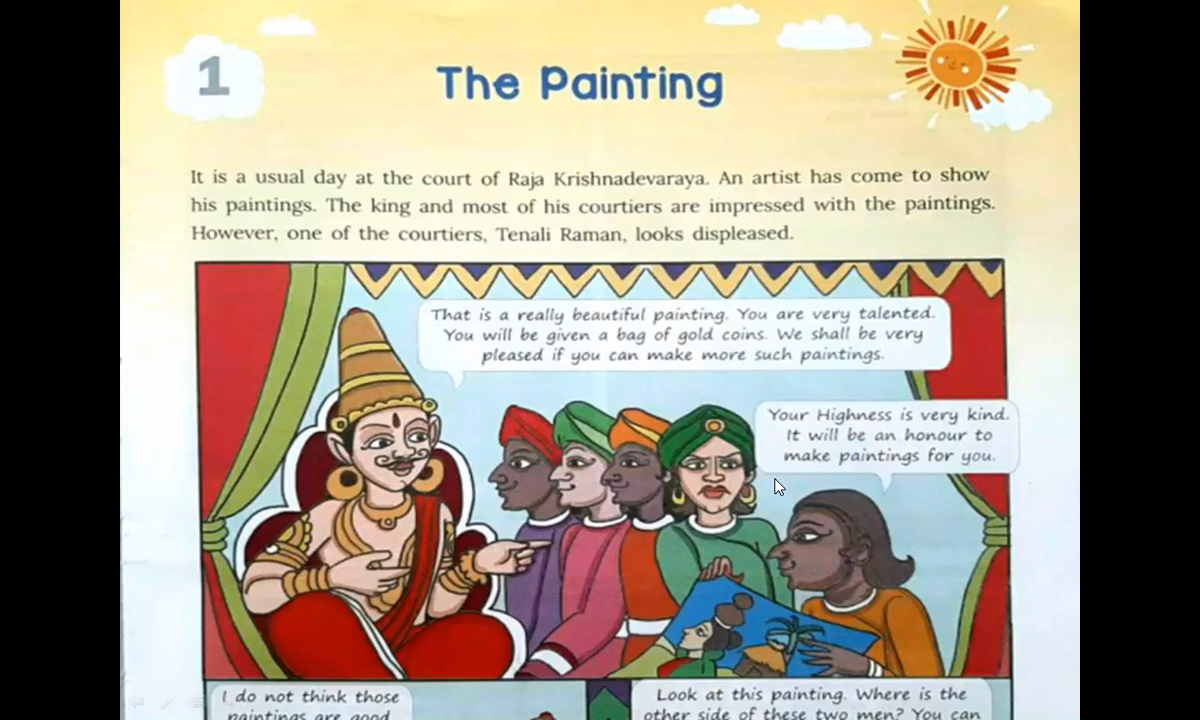 1
The Painting
It is a usual day at the court of Raja Krishnadevaraya. An artist has come to show
his paintings. The king and most of his courtiers are impressed with the paintings.
However, one of the courtiers, Tenali Raman, looks displeased.
That is a really beautiful painting. You are very talented.
You will be given a bag of gold coins. We shall be very
pleased if you can make more such paintings.
Your Highness is very kind.
It will be an honour to
make paintings for you.
I do not think those
paintings are good.
Look at this painting. Where is the
other side of these two men? You can